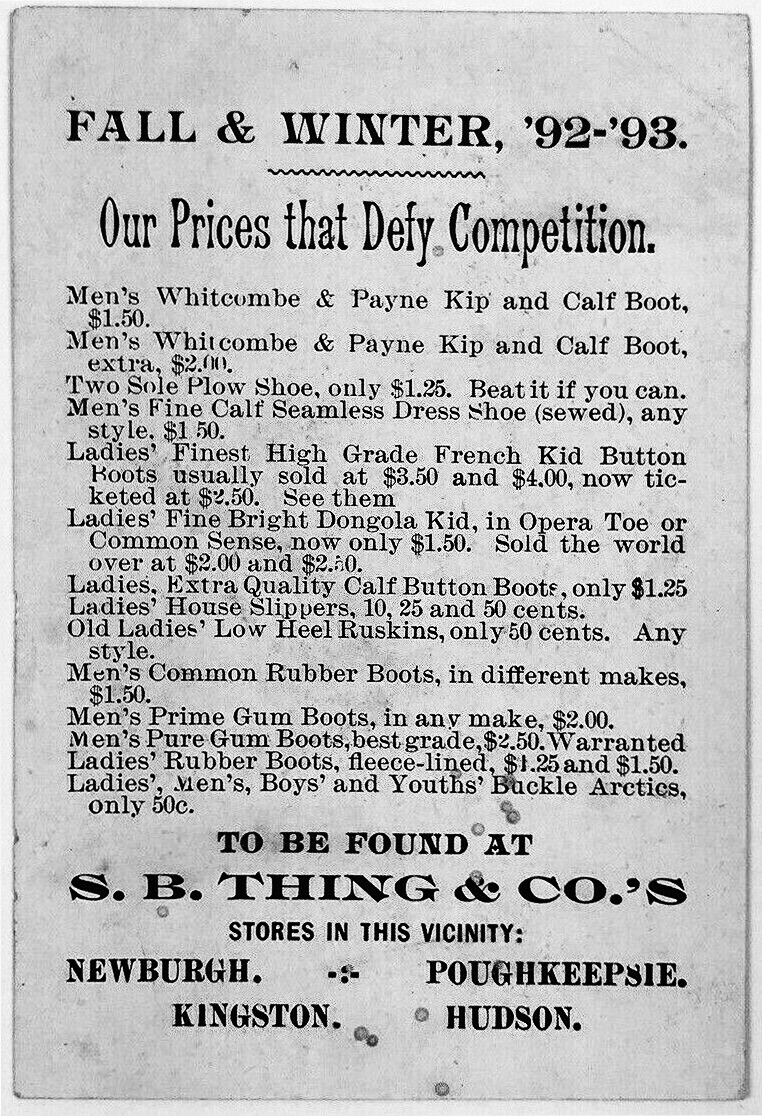 FALL & WINTER, '92-'93.
Our Prices that Defy Competition.
Men's Whitcombe & Payne Kip and Calf Boot,
$1.50.
Men's Whitcombe & Payne Kip and Calf Boot,
extra, $2.00.
Two Sole Plow Shoe, only $1.25. Beat it if you can.
Men's Fine Calf Seamless Dress Shoe (sewed), any
style. $1 50.
Ladies' Finest High Grade French Kid Button
Boots usually sold at $3.50 and $4.00, now tic-
keted at $2.50. See them
Ladies' Fine Bright Dongola Kid, in Opera Toe or
Common Sense, now only $1.50. Sold the world
over at $2.00 and $2.50.
Ladies, Extra Quality Calf Button Boots, only $1.25
Ladies' House Slippers, 10, 25 and 50 cents.
Old Ladies' Low Heel Ruskins, only 50 cents. Any
style.
Men's Common Rubber Boots, in different makes,
$1.50.
Men's Prime Gum Boots, in any make, $2.00.
Men's Pure Gum Boots, best grade, $2.50. Warranted
Ladies' Rubber Boots, fleece-lined, $1.25 and $1.50.
Ladies', Men's, Boys' and Youths' Buckle Arctics,
only 50c.
TO BE FOUND AT
S. B. THING & CO.'S
STORES IN THIS VICINITY:
NEWBURGH. -:- POUGHKEEPSIE.
KINGSTON. HUDSON.